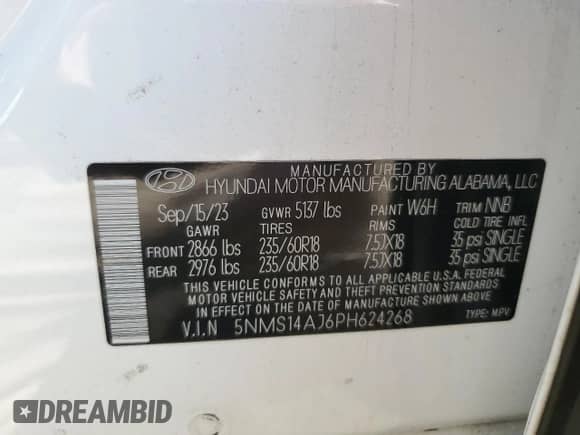 MANUFACTURED BY
HYUNDAI MOTOR MANUFACTURING ALABAMA, LLC
Sep/15/23 GVWR 5137 lbs PAINT W6H TRIM NNB
GAWR TIRES RIMS COLD TIRE INFL.
FRONT 2866 lbs 235/60R18 7.5JX18 35 psi SINGLE
REAR 2976 lbs 235/60R18 7.5JX18 35 psi SINGLE
THIS VEHICLE CONFORMS TO ALL APPLICABLE U.S.A. FEDERAL
MOTOR VEHICLE SAFETY AND THEFT PREVENTION STANDARDS
IN EFFECT ON THE DATE OF MANUFACTURE SHOWN ABOVE.
V.I.N 5NMS14AJ6PH624268 TYPE: MPV
DREAMBID